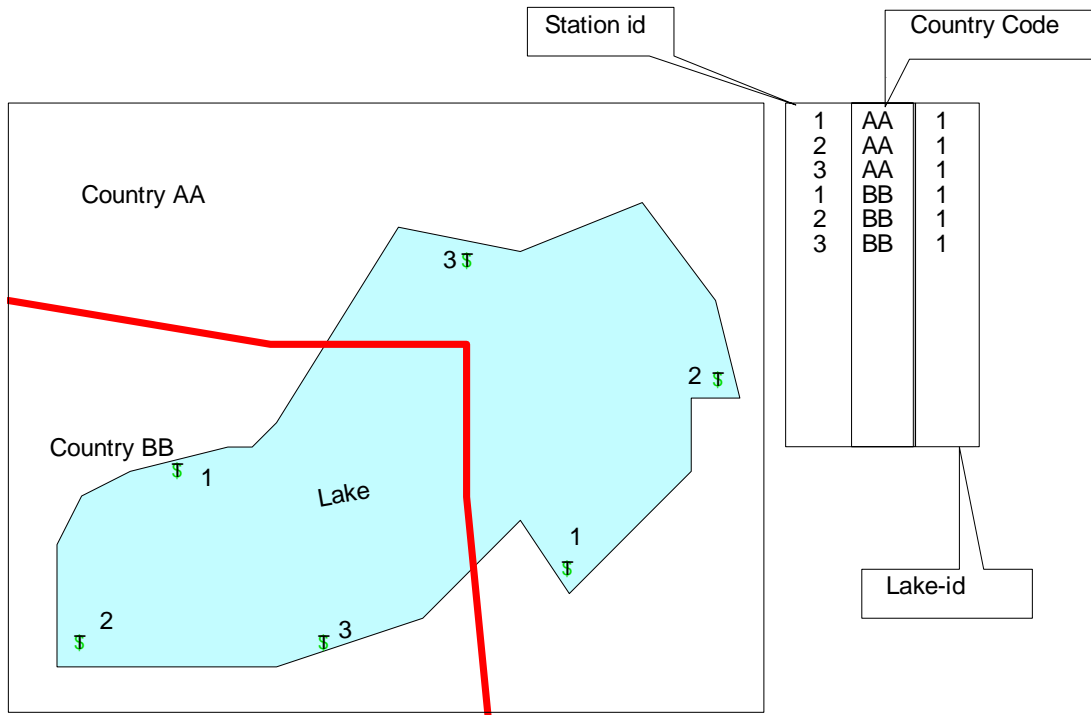 Station id
Country Code
1 AA 1
2 AA 1
3 AA 1
1 BB 1
2 BB 1
3 BB 1
Country AA
3
2
Country BB
1
Lake
1
2
3
Lake-id